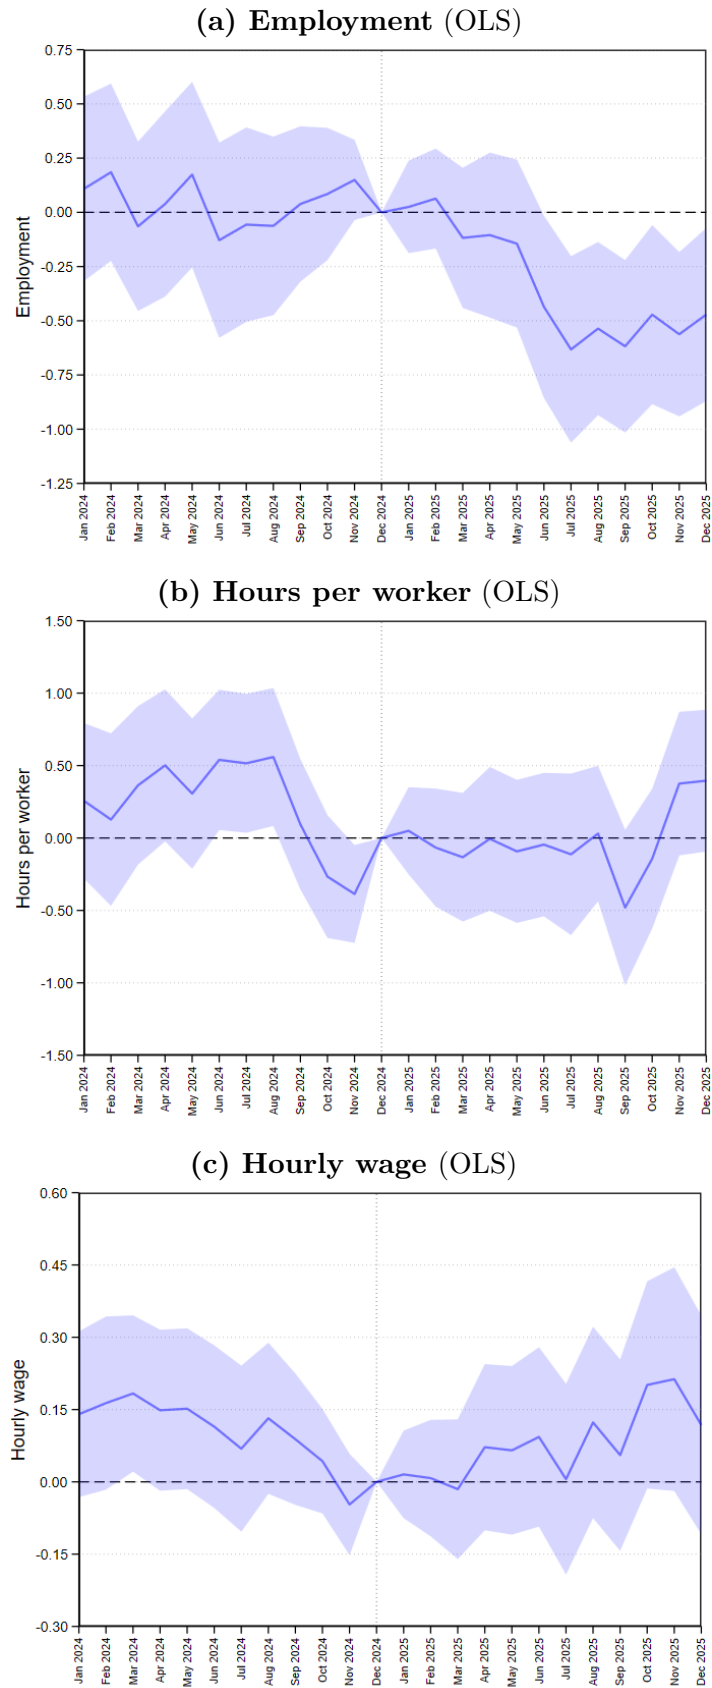 (a) Employment (OLS)
0.75
0.50
0.25
0.00
-0.25
-0.50
-0.75
-1.00
-1.25
Employment
Jan 2024
Feb 2024
Mar 2024
Apr 2024
May 2024
Jun 2024
Jul 2024
Aug 2024
Sep 2024
Oct 2024
Nov 2024
Dec 2024
Jan 2025
Feb 2025
Mar 2025
Apr 2025
May 2025
Jun 2025
Jul 2025
Aug 2025
Sep 2025
Oct 2025
Nov 2025
Dec 2025
(b) Hours per worker (OLS)
1.50
1.00
0.50
0.00
-0.50
-1.00
-1.50
Hours per worker
Jan 2024
Feb 2024
Mar 2024
Apr 2024
May 2024
Jun 2024
Jul 2024
Aug 2024
Sep 2024
Oct 2024
Nov 2024
Dec 2024
Jan 2025
Feb 2025
Mar 2025
Apr 2025
May 2025
Jun 2025
Jul 2025
Aug 2025
Sep 2025
Oct 2025
Nov 2025
Dec 2025
(c) Hourly wage (OLS)
0.60
0.45
0.30
0.15
0.00
-0.15
-0.30
Hourly wage
Jan 2024
Feb 2024
Mar 2024
Apr 2024
May 2024
Jun 2024
Jul 2024
Aug 2024
Sep 2024
Oct 2024
Nov 2024
Dec 2024
Jan 2025
Feb 2025
Mar 2025
Apr 2025
May 2025
Jun 2025
Jul 2025
Aug 2025
Sep 2025
Oct 2025
Nov 2025
Dec 2025